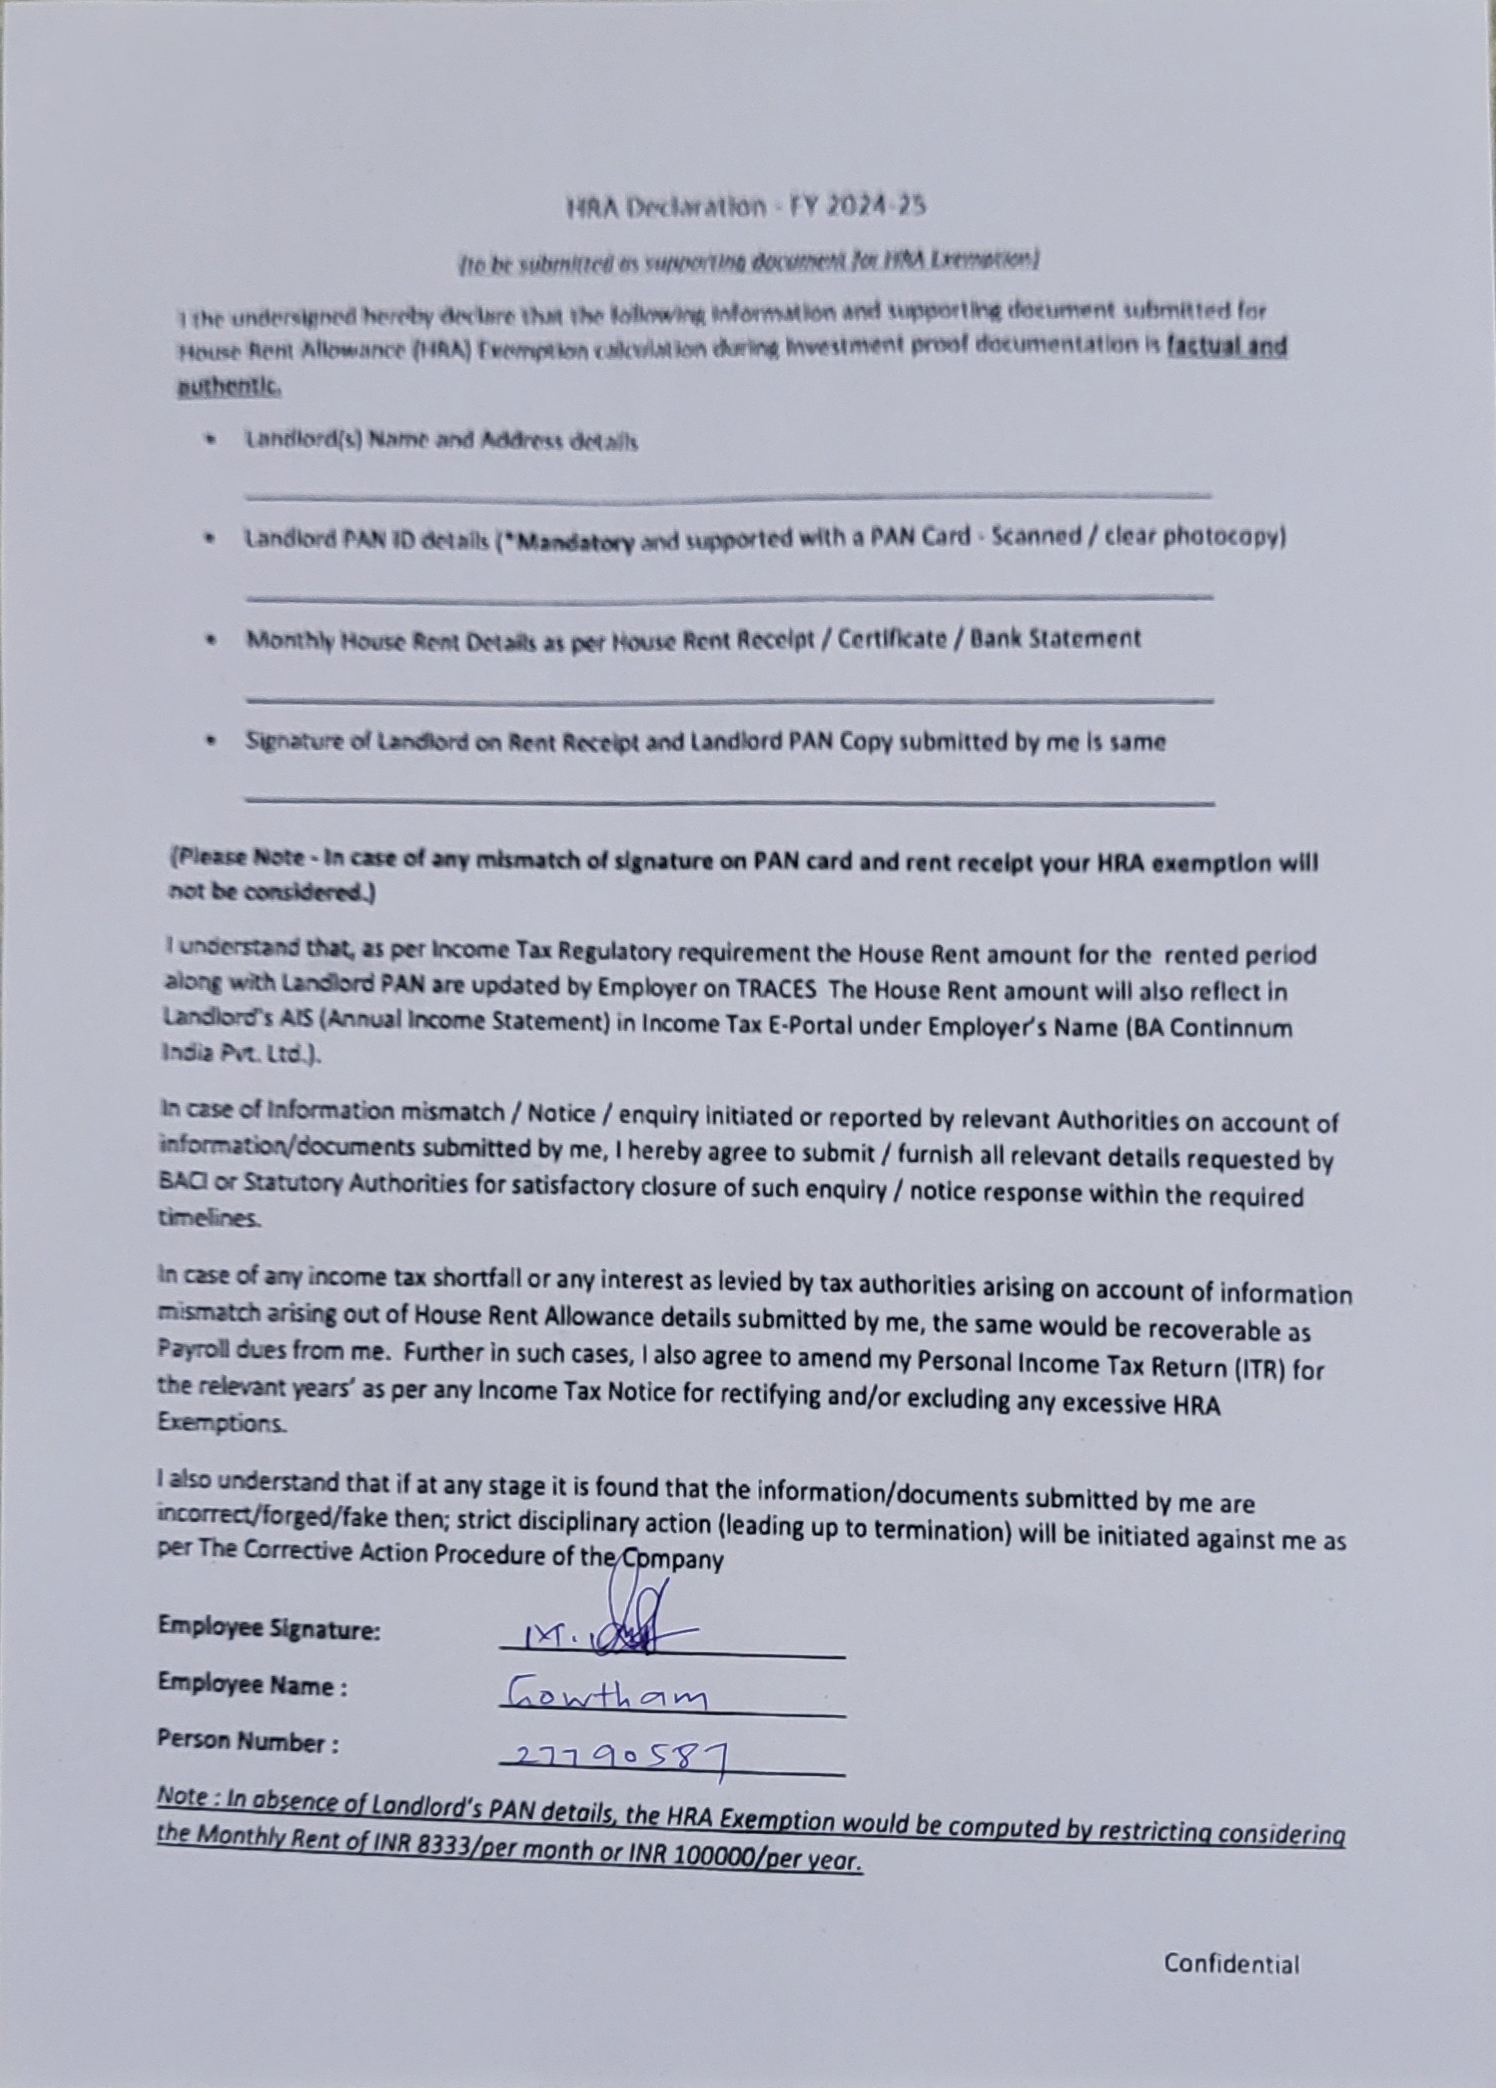 HRA Declaration - FY 2024-25
(to be submitted as supporting document for HRA Exemption)
I the undersigned hereby declare that the following information and supporting document submitted for
House Rent Allowance (HRA) Exemption calculation during Investment proof documentation is factual and
authentic.
• Landlord(s) Name and Address details
• Landlord PAN ID details (*Mandatory and supported with a PAN Card - Scanned / clear photocopy)
• Monthly House Rent Details as per House Rent Receipt / Certificate / Bank Statement
• Signature of Landlord on Rent Receipt and Landlord PAN Copy submitted by me is same
(Please Note - In case of any mismatch of signature on PAN card and rent receipt your HRA exemption will
not be considered.)
I understand that, as per Income Tax Regulatory requirement the House Rent amount for the rented period
along with Landlord PAN are updated by Employer on TRACES The House Rent amount will also reflect in
Landlord's AIS (Annual Income Statement) in Income Tax E-Portal under Employer's Name (BA Continnum
India Pvt. Ltd.).
In case of Information mismatch / Notice / enquiry initiated or reported by relevant Authorities on account of
information/documents submitted by me, I hereby agree to submit / furnish all relevant details requested by
BACI or Statutory Authorities for satisfactory closure of such enquiry / notice response within the required
timelines.
In case of any income tax shortfall or any interest as levied by tax authorities arising on account of information
mismatch arising out of House Rent Allowance details submitted by me, the same would be recoverable as
Payroll dues from me. Further in such cases, I also agree to amend my Personal Income Tax Return (ITR) for
the relevant years' as per any Income Tax Notice for rectifying and/or excluding any excessive HRA
Exemptions.
I also understand that if at any stage it is found that the information/documents submitted by me are
incorrect/forged/fake then; strict disciplinary action (leading up to termination) will be initiated against me as
per The Corrective Action Procedure of the Company
Employee Signature:
Employee Name : Gowtham
Person Number : 27790587
Note : In absence of Landlord's PAN details, the HRA Exemption would be computed by restricting considering
the Monthly Rent of INR 8333/per month or INR 100000/per year.
Confidential